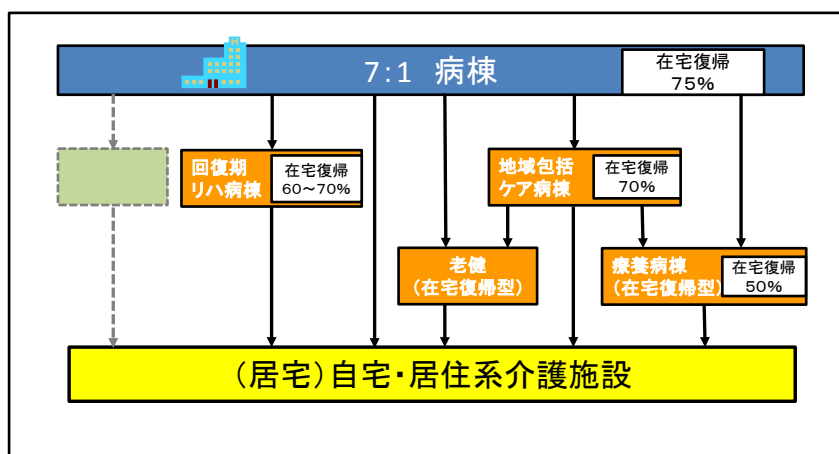 7：1 病棟
在宅復帰
75%
回復期
リハ病棟
在宅復帰
60～70%
地域包括
ケア病棟
在宅復帰
70%
老健
（在宅復帰型）
療養病棟
（在宅復帰型）
在宅復帰
50%
（居宅）自宅・居住系介護施設
H